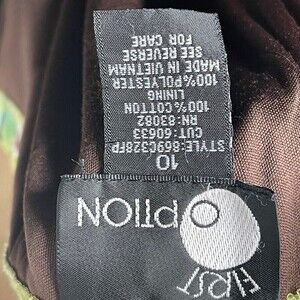 FIRST
OPTION
10
STYLE: 869C328FP
CUT: 60633
RN: 83082
100% COTTON
LINING
100% POLYESTER
MADE IN VIETNAM
SEE REVERSE
FOR CARE